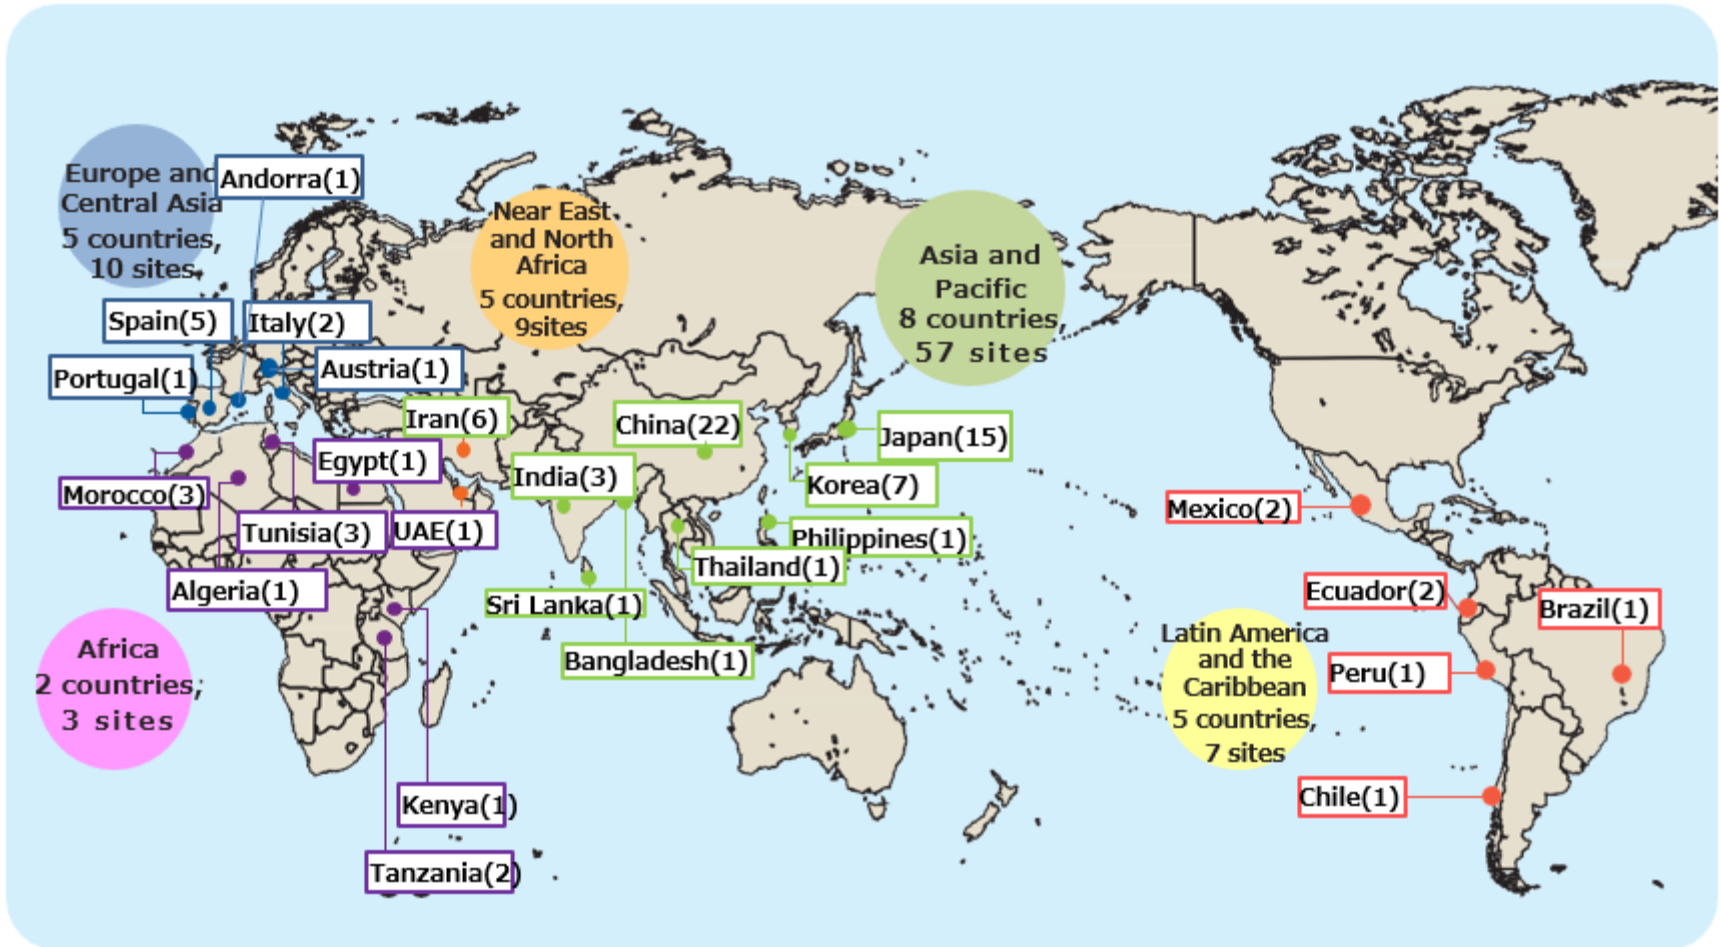 Europe and
Central Asia
5 countries,
10 sites
Andorra(1)
Near East
and North
Africa
5 countries,
9sites
Asia and
Pacific
8 countries,
57 sites
Spain(5)
Italy(2)
Portugal(1)
Austria(1)
Iran(6)
China(22)
Japan(15)
Egypt(1)
India(3)
Korea(7)
Morocco(3)
Mexico(2)
Tunisia(3)
UAE(1)
Philippines(1)
Thailand(1)
Algeria(1)
Sri Lanka(1)
Ecuador(2)
Brazil(1)
Bangladesh(1)
Africa
2 countries,
3 sites
Latin America
and the
Caribbean
5 countries,
7 sites
Peru(1)
Kenya(1)
Chile(1)
Tanzania(2)